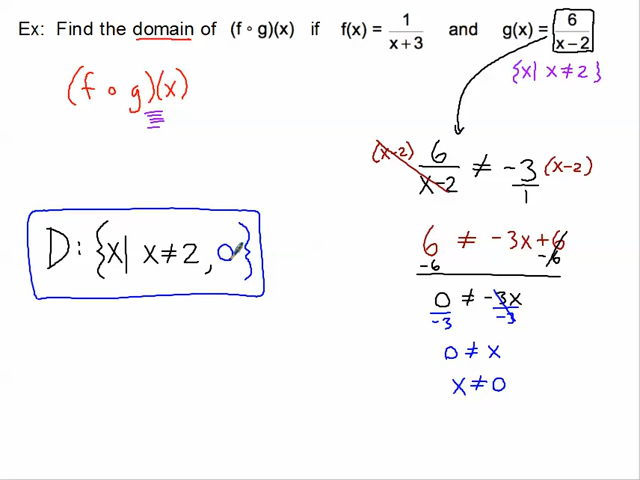 Ex: Find the domain of (f ∘ g)(x) if f(x) = 1/(x+3) and g(x) = 6/(x−2)
{x| x≠2}
(f ∘ g)(x)
(x-2) 6/(x-2) ≠ -3/1 (x-2)
6 ≠ -3x+6
-6 -6
0/-3 ≠ -3x/-3
0 ≠ x
x ≠ 0
D: {x| x≠2, 0}